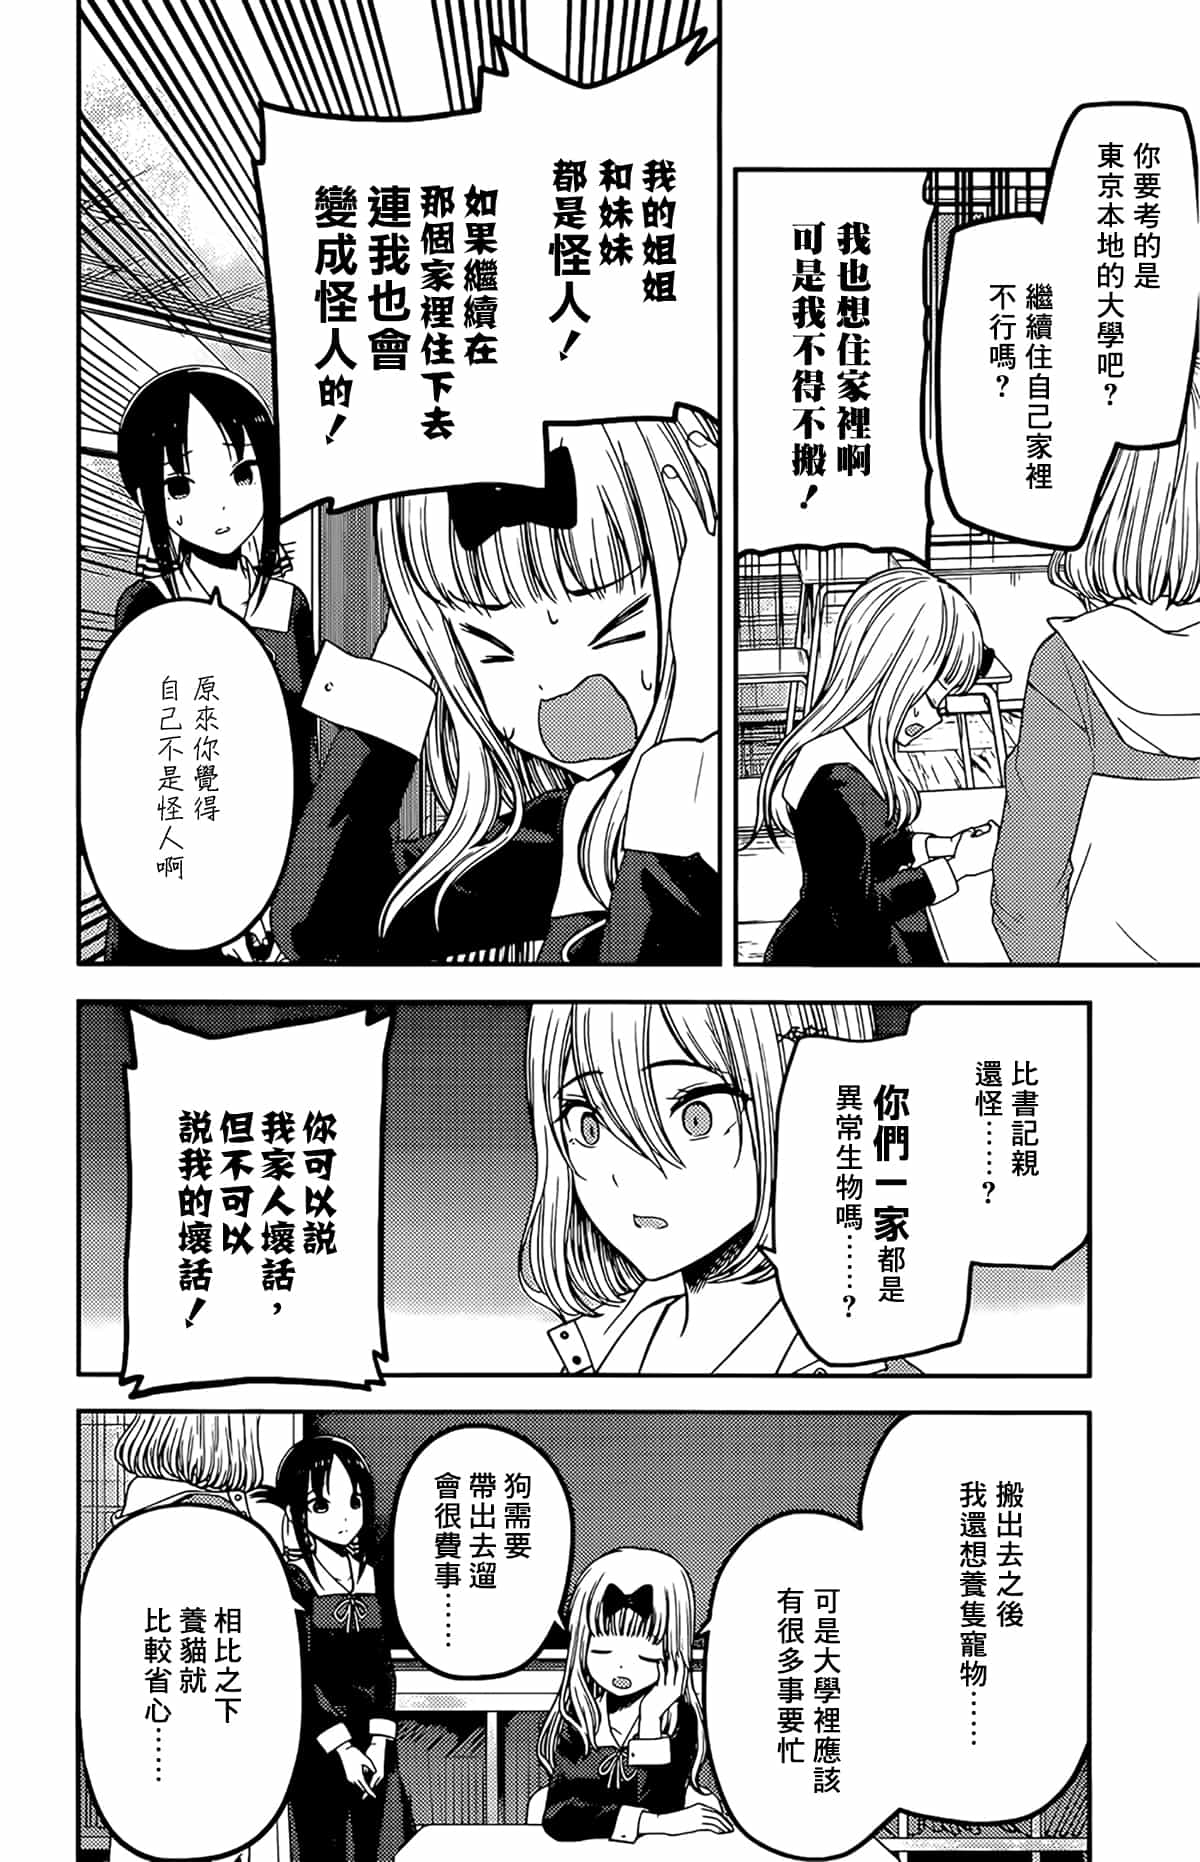 你要考的是
東京本地的大學吧？
繼續住自己家裡
不行嗎？
我也想住家裡啊
可是我不得不搬！
我的姐姐
和妹妹
都是怪人！
如果繼續在
那個家裡住下去
連我也會
變成怪人的！
原來你覺得
自己不是怪人啊
比書記親
還怪……？
你們一家都是
異常生物嗎……？
你可以說
我家人壞話，
但不可以
說我的壞話！
搬出去之後
我還想養隻寵物……
可是大學裡應該
有很多事要忙
狗需要
帶出去遛
會很費事……
相比之下
養貓就
比較省心……